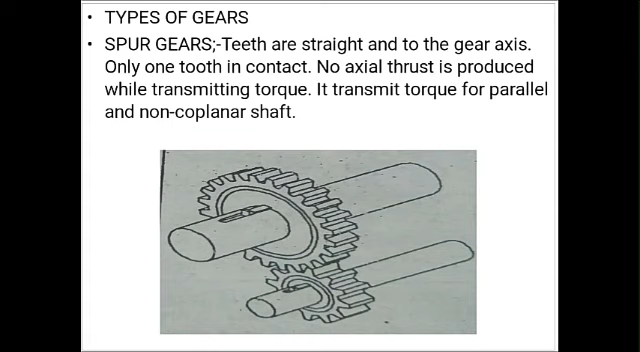 • TYPES OF GEARS
• SPUR GEARS;-Teeth are straight and to the gear axis.
Only one tooth in contact. No axial thrust is produced
while transmitting torque. It transmit torque for parallel
and non-coplanar shaft.